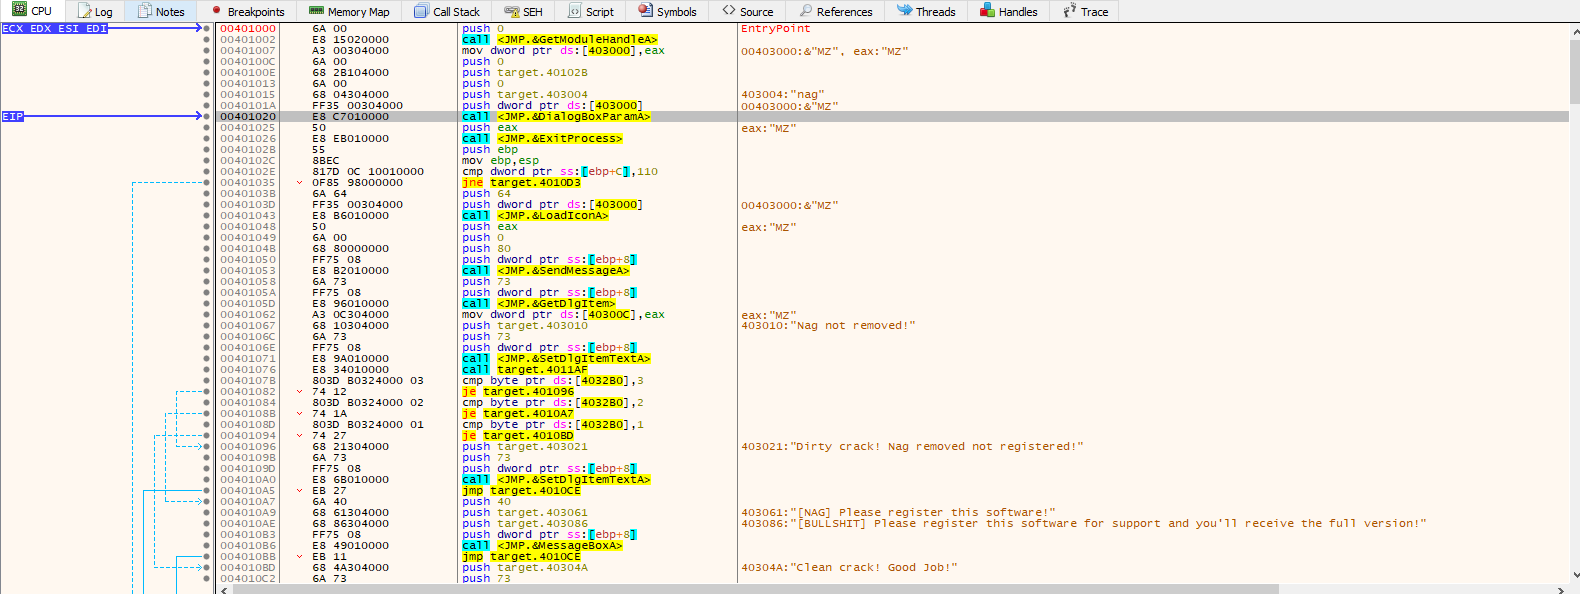 CPU Log Notes Breakpoints Memory Map Call Stack SEH Script Symbols Source References Threads Handles Trace
ECX EDX ESI EDI 00401000 6A 00 push 0 EntryPoint
00401002 E8 15020000 call <JMP.&GetModuleHandleA>
00401007 A3 00304000 mov dword ptr ds:[403000],eax 00403000:&"MZ", eax:"MZ"
0040100C 6A 00 push 0
0040100E 68 2B104000 push target.40102B
00401013 6A 00 push 0
00401015 68 04304000 push target.403004 403004:"nag"
0040101A FF35 00304000 push dword ptr ds:[403000] 00403000:&"MZ"
EIP 00401020 E8 C7010000 call <JMP.&DialogBoxParamA>
00401025 50 push eax eax:"MZ"
00401026 E8 EB010000 call <JMP.&ExitProcess>
0040102B 55 push ebp
0040102C 8BEC mov ebp,esp
0040102E 817D 0C 10010000 cmp dword ptr ss:[ebp+C],110
00401035 0F85 98000000 jne target.4010D3
0040103B 6A 64 push 64
0040103D FF35 00304000 push dword ptr ds:[403000] 00403000:&"MZ"
00401043 E8 B6010000 call <JMP.&LoadIconA>
00401048 50 push eax eax:"MZ"
00401049 6A 00 push 0
0040104B 68 80000000 push 80
00401050 FF75 08 push dword ptr ss:[ebp+8]
00401053 E8 B2010000 call <JMP.&SendMessageA>
00401058 6A 73 push 73
0040105A FF75 08 push dword ptr ss:[ebp+8]
0040105D E8 96010000 call <JMP.&GetDlgItem>
00401062 A3 0C304000 mov dword ptr ds:[40300C],eax eax:"MZ"
00401067 68 10304000 push target.403010 403010:"Nag not removed!"
0040106C 6A 73 push 73
0040106E FF75 08 push dword ptr ss:[ebp+8]
00401071 E8 9A010000 call <JMP.&SetDlgItemTextA>
00401076 E8 34010000 call target.4011AF
0040107B 803D B0324000 03 cmp byte ptr ds:[4032B0],3
00401082 74 12 je target.401096
00401084 803D B0324000 02 cmp byte ptr ds:[4032B0],2
0040108B 74 1A je target.4010A7
0040108D 803D B0324000 01 cmp byte ptr ds:[4032B0],1
00401094 74 27 je target.4010BD
00401096 68 21304000 push target.403021 403021:"Dirty crack! Nag removed not registered!"
0040109B 6A 73 push 73
0040109D FF75 08 push dword ptr ss:[ebp+8]
004010A0 E8 6B010000 call <JMP.&SetDlgItemTextA>
004010A5 EB 27 jmp target.4010CE
004010A7 6A 40 push 40
004010A9 68 61304000 push target.403061 403061:"[NAG] Please register this software!"
004010AE 68 86304000 push target.403086 403086:"[BULLSHIT] Please register this software for support and you'll receive the full version!"
004010B3 FF75 08 push dword ptr ss:[ebp+8]
004010B6 E8 49010000 call <JMP.&MessageBoxA>
004010BB EB 11 jmp target.4010CE
004010BD 68 4A304000 push target.40304A 40304A:"Clean crack! Good Job!"
004010C2 6A 73 push 73